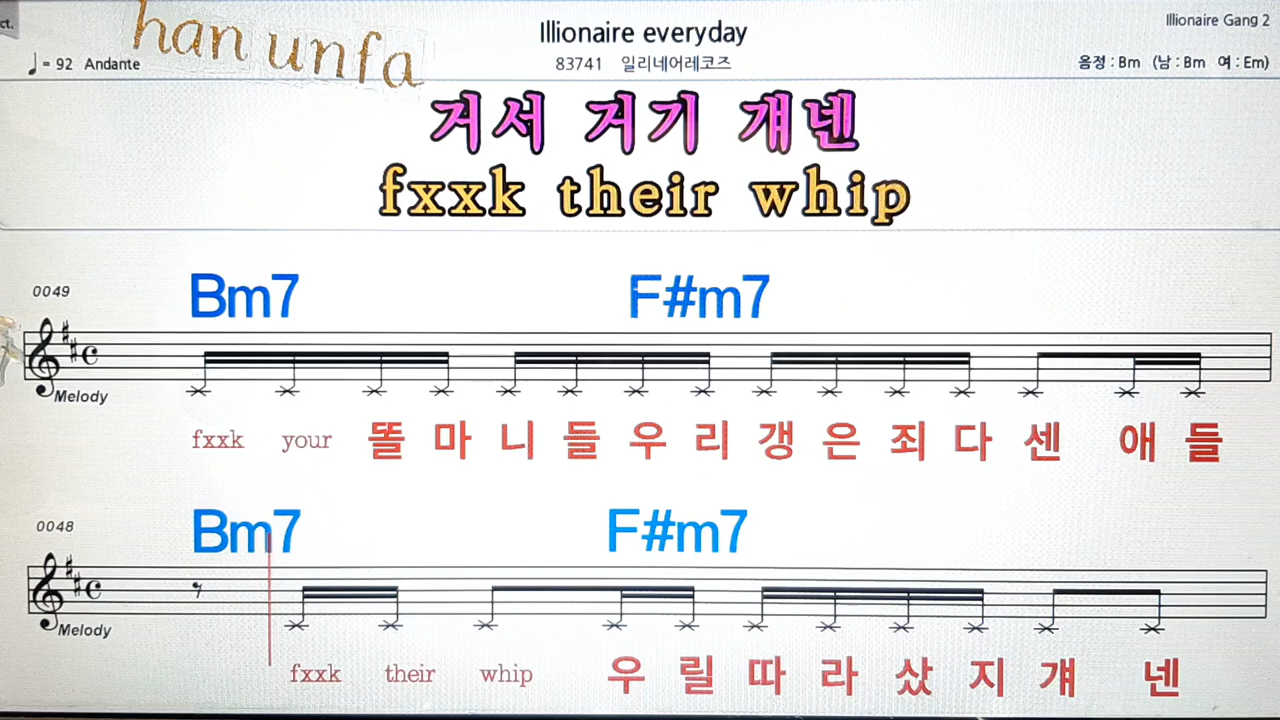 ct.
han unfa
Illionaire everyday
Illionaire Gang 2
♩ = 92 Andante
83741 일리네어레코즈
음정 : Bm (남 : Bm 여 : Em)
거서 거기 걔넨
fxxk their whip
0049
Bm7 F#m7
Melody
fxxk your 똘 마 니 들 우 리 갱 은 죄 다 센 애 들
0048
Bm7 F#m7
Melody
fxxk their whip 우 릴 따 라 샀 지 걔 넨